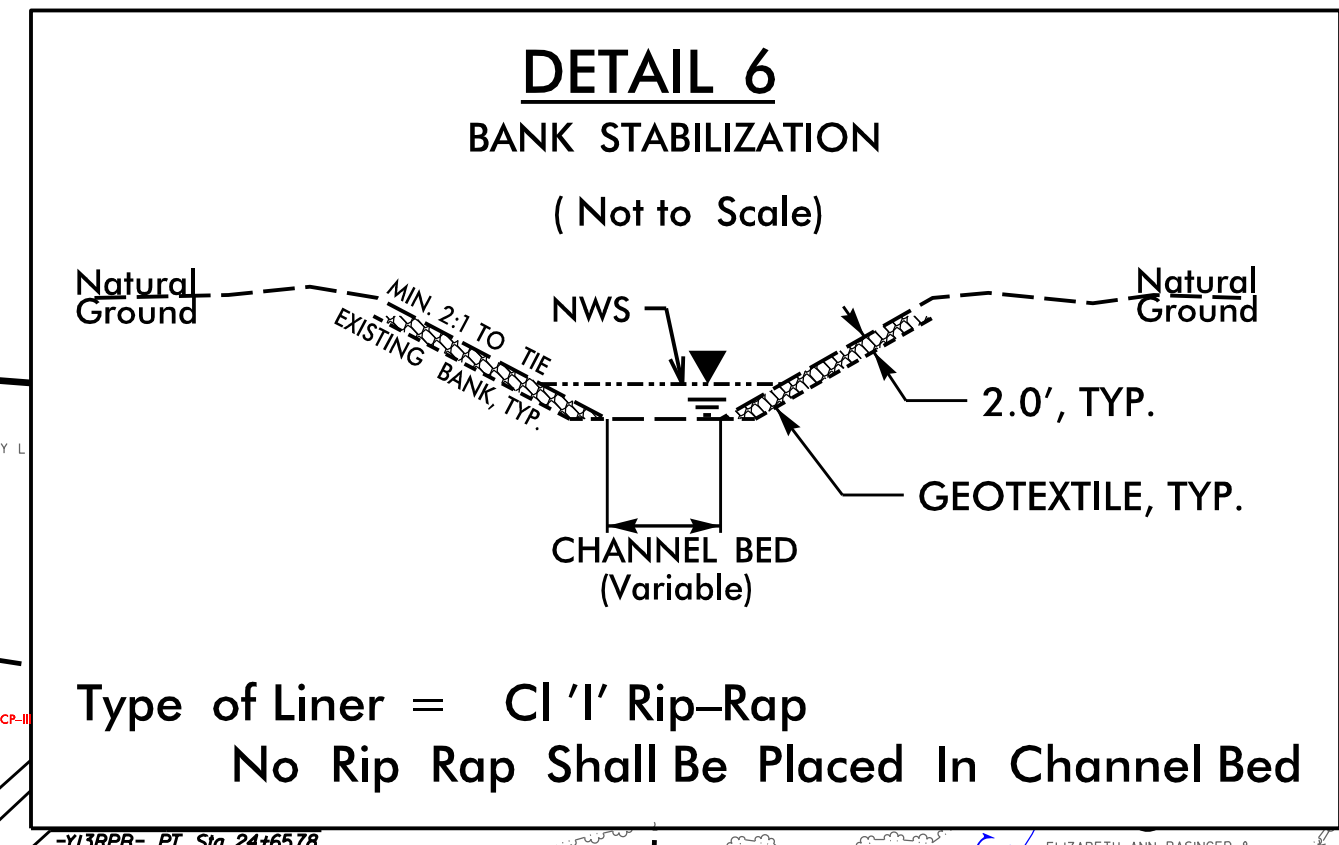 DETAIL 6
BANK STABILIZATION
( Not to Scale)
Natural
Ground
MIN. 2:1 TO TIE
EXISTING BANK, TYP.
NWS
Natural
Ground
2.0', TYP.
GEOTEXTILE, TYP.
CHANNEL BED
(Variable)
Type of Liner = Cl 'I' Rip-Rap
No Rip Rap Shall Be Placed In Channel Bed
Y L
CP-II
-Y13RPB- PT Sta. 24+65.78